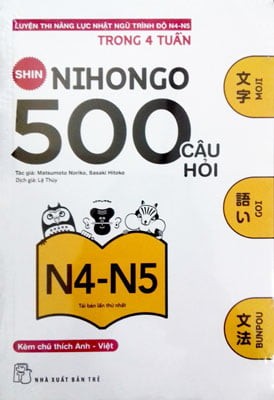 LUYỆN THI NĂNG LỰC NHẬT NGỮ TRÌNH ĐỘ N4-N5
TRONG 4 TUẦN
SHIN
NIHONGO
500
CÂU
HỎI
Tác giả: Matsumoto Noriko, Sasaki Hitoko
Dịch giả: Lệ Thủy
文字
MOJI
語い
GOI
文法
BUNPOU
N4-N5
Tái bản lần thứ nhất
Kèm chú thích Anh - Việt
NHÀ XUẤT BẢN TRẺ